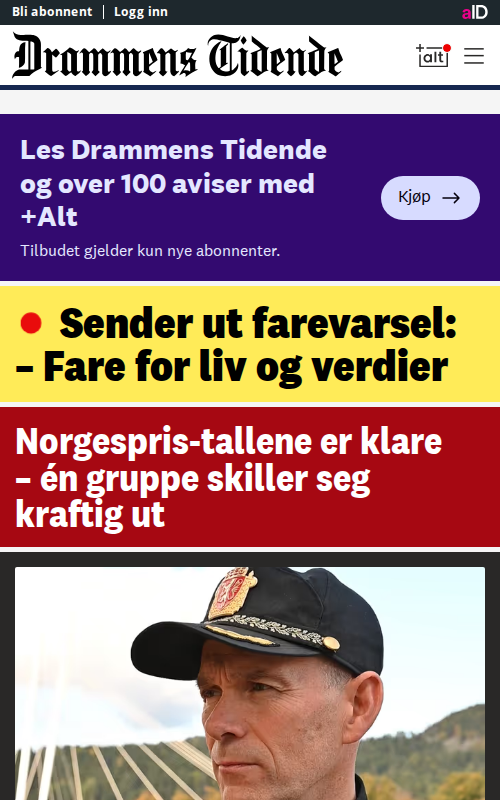 Bli abonnent | Logg inn
aID
Drammens Tidende
+alt
Les Drammens Tidende
og over 100 aviser med
+Alt
Kjøp →
Tilbudet gjelder kun nye abonnenter.
Sender ut farevarsel:
– Fare for liv og verdier
Norgespris-tallene er klare
– én gruppe skiller seg
kraftig ut